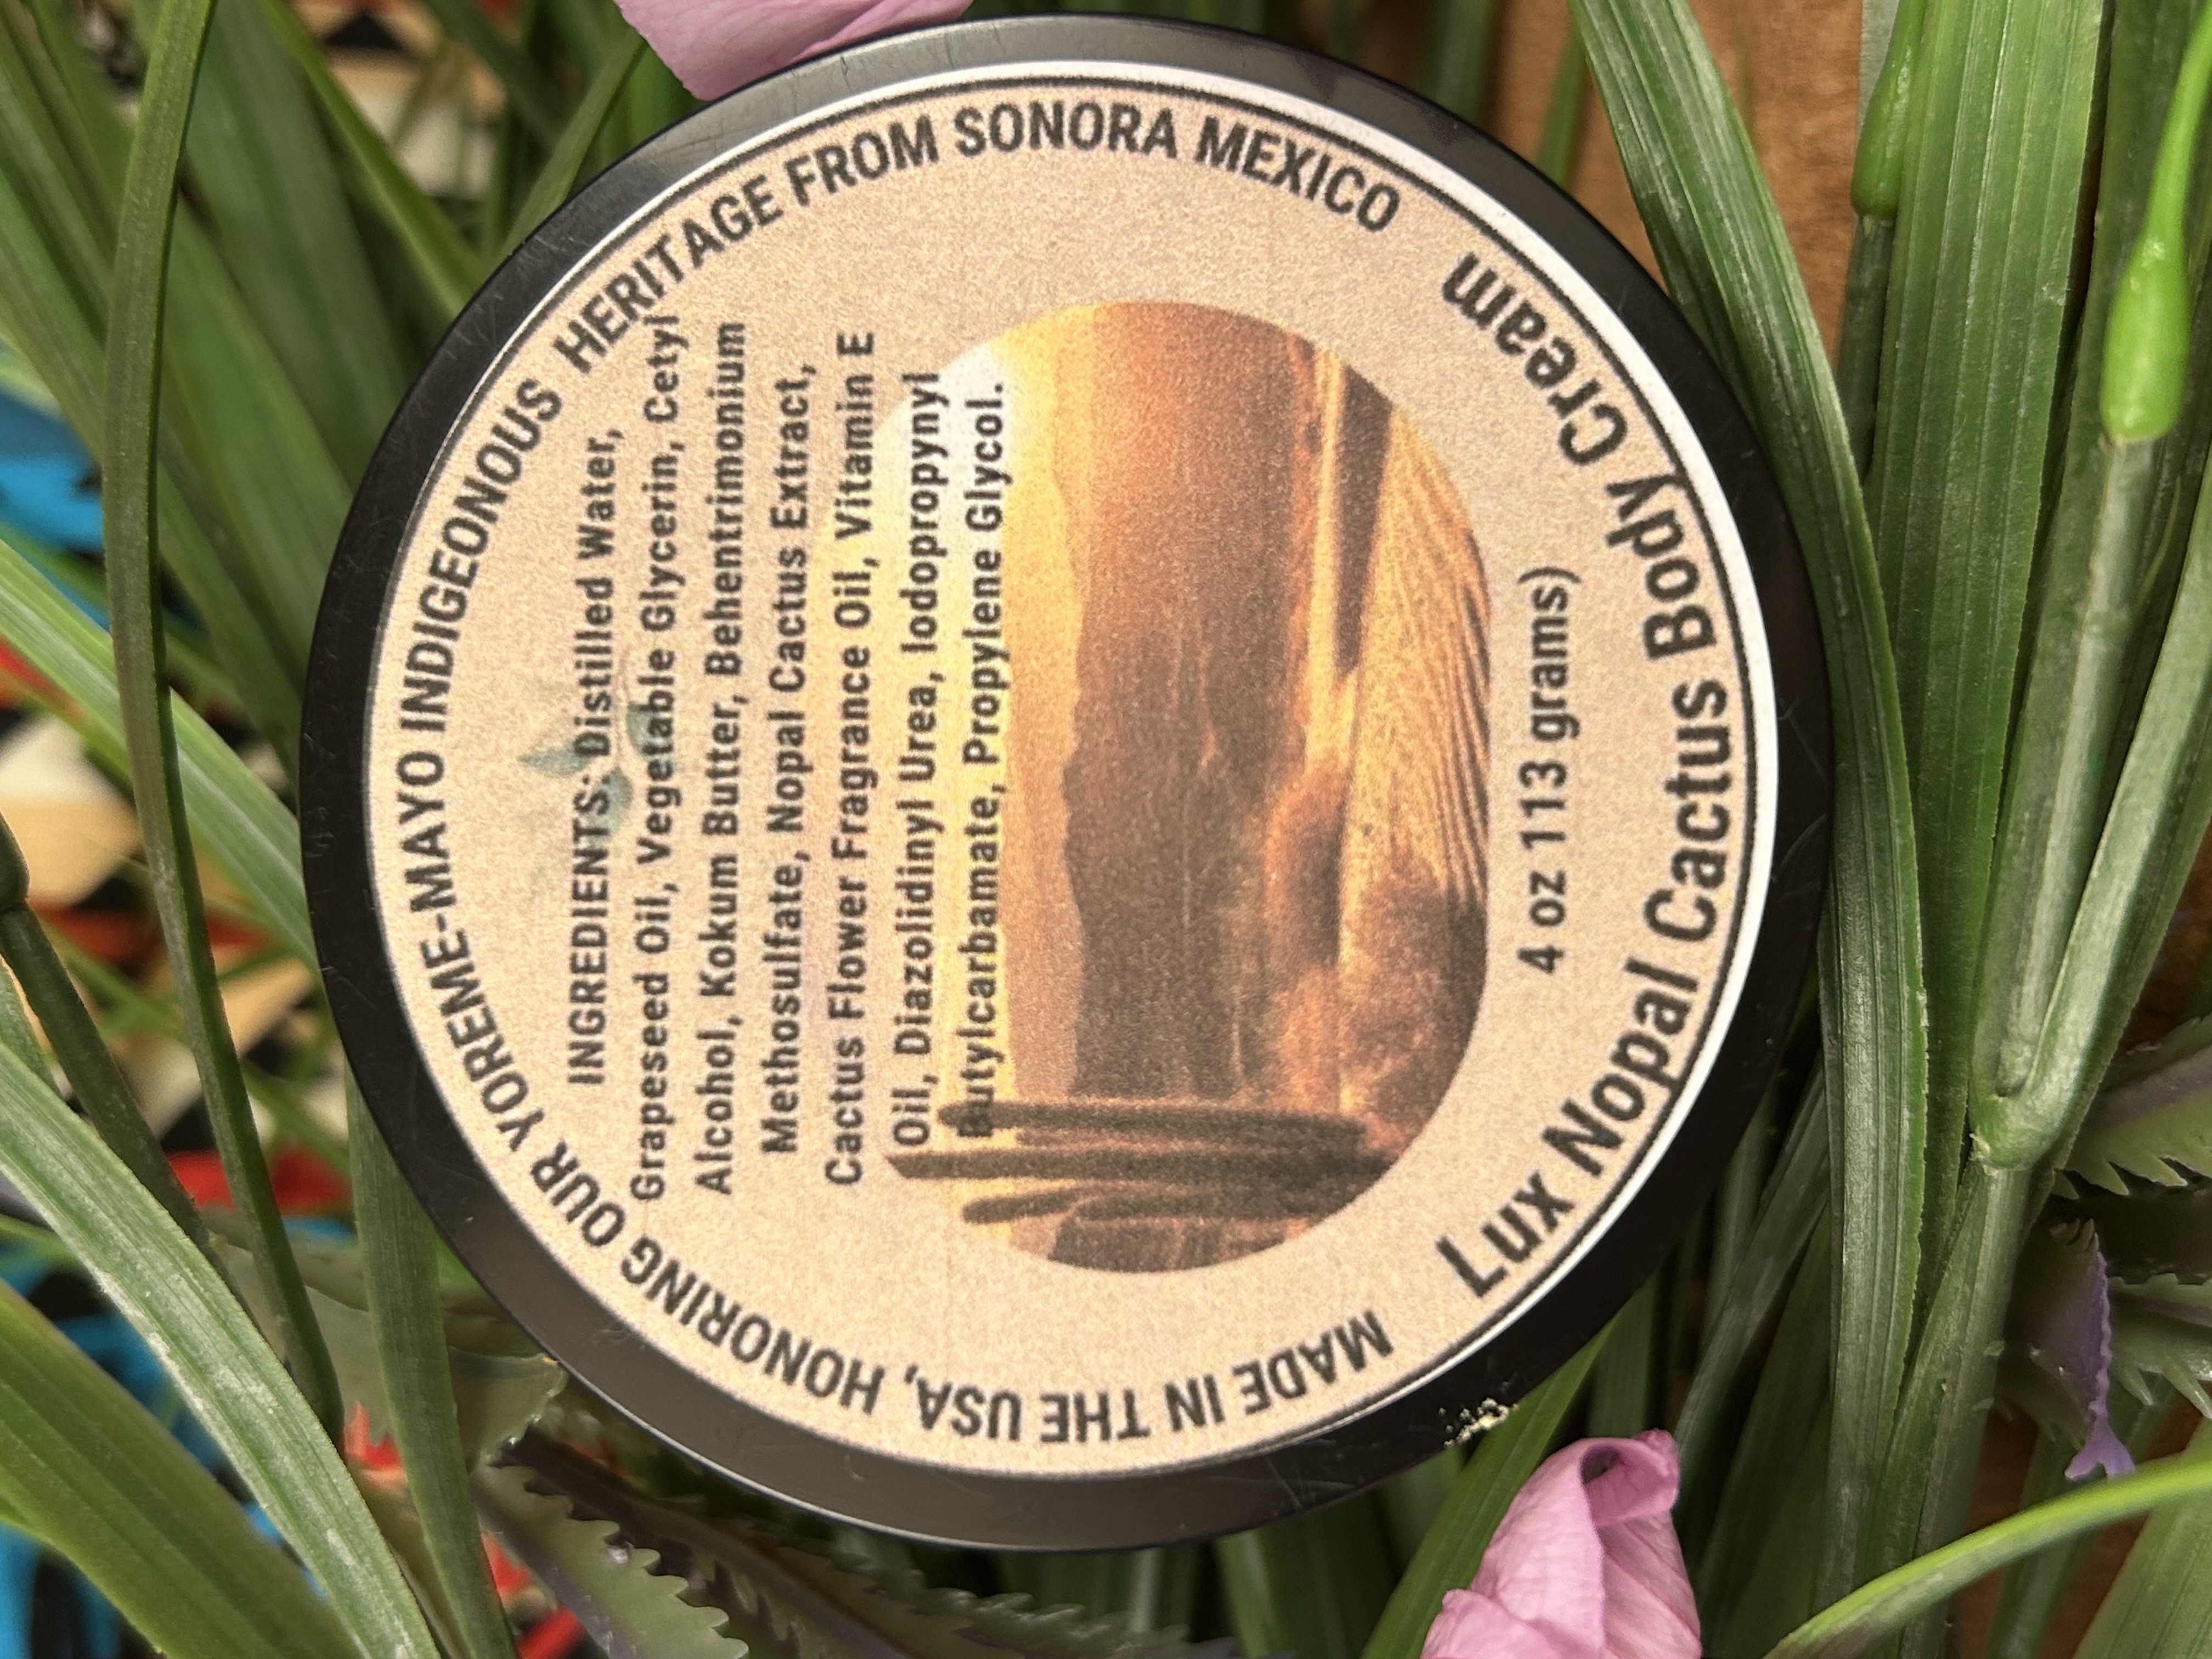 MADE IN THE USA, HONORING OUR YOREME-MAYO INDIGEONOUS HERITAGE FROM SONORA MEXICO
INGREDIENTS: Distilled Water,
Grapeseed Oil, Vegetable Glycerin, Cetyl
Alcohol, Kokum Butter, Behentrimonium
Methosulfate, Nopal Cactus Extract,
Cactus Flower Fragrance Oil, Vitamin E
Oil, Diazolidinyl Urea, Iodopropynyl
Butylcarbamate, Propylene Glycol.
4 oz 113 grams)
Lux Nopal Cactus Body Cream